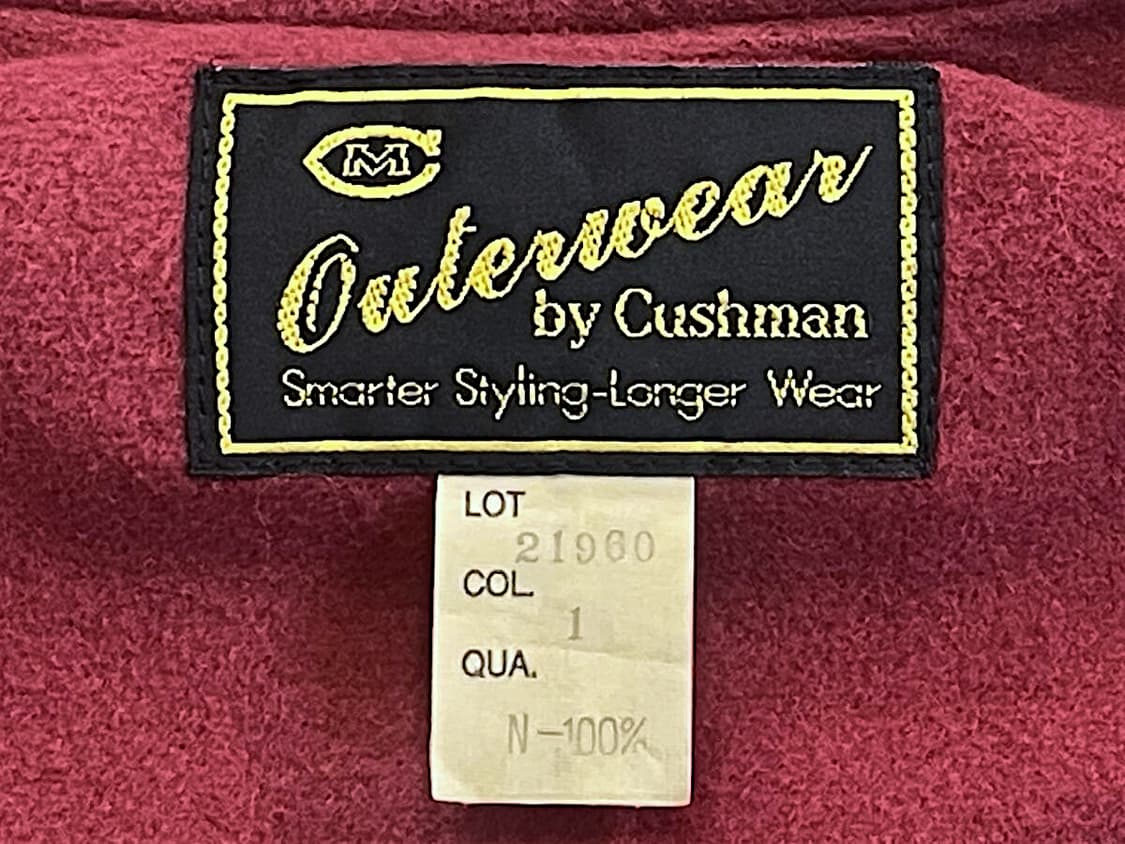 CM
Outerwear
by Cushman
Smarter Styling-Longer Wear
LOT
21960
COL.
1
QUA.
N-100%